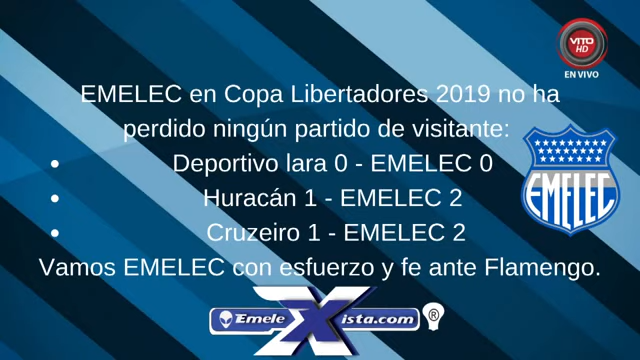 VITO
HD
EN VIVO
EMELEC en Copa Libertadores 2019 no ha
perdido ningún partido de visitante:
• Deportivo lara 0 - EMELEC 0
• Huracán 1 - EMELEC 2
• Cruzeiro 1 - EMELEC 2
EMELEC
Vamos EMELEC con esfuerzo y fe ante Flamengo.
EmeleXista.com ®